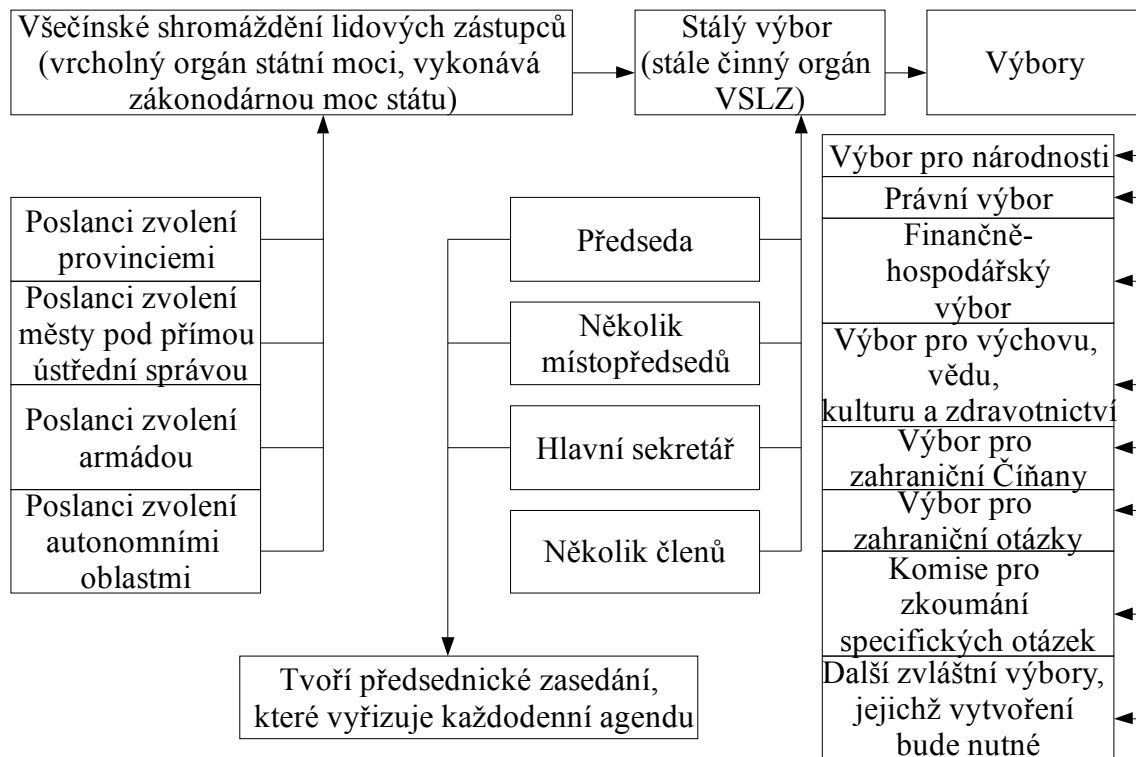 Všečínské shromáždění lidových zástupců
(vrcholný orgán státní moci, vykonává
zákonodárnou moc státu)
Stálý výbor
(stále činný orgán
VSLZ)
Výbory
Poslanci zvolení
provinciemi
Poslanci zvolení
městy pod přímou
ústřední správou
Poslanci zvolení
armádou
Poslanci zvolení
autonomními
oblastmi
Předseda
Několik
místopředsedů
Hlavní sekretář
Několik členů
Tvoří předsednické zasedání,
které vyřizuje každodenní agendu
Výbor pro národnosti
Právní výbor
Finančně-
hospodářský
výbor
Výbor pro výchovu,
vědu,
kulturu a zdravotnictví
Výbor pro
zahraniční Číňany
Výbor pro
zahraniční otázky
Komise pro
zkoumání
specifických otázek
Další zvláštní výbory,
jejichž vytvoření
bude nutné